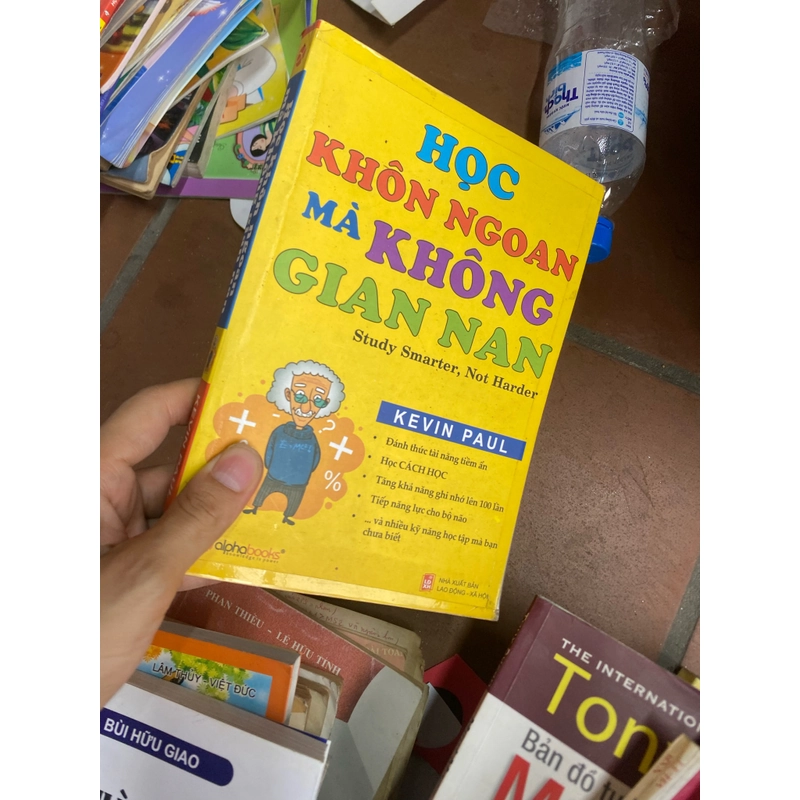 HỌC
KHÔN NGOAN
MÀ KHÔNG
GIAN NAN
Study Smarter, Not Harder
KEVIN PAUL
• Đánh thức tài năng tiềm ẩn
• Học CÁCH HỌC
• Tăng khả năng ghi nhớ lên 100 lần
• Tiếp năng lực cho bộ não
• ... và nhiều kỹ năng học tập mà bạn
chưa biết
alphabooks
knowledge is power
NHÀ XUẤT BẢN
LAO ĐỘNG - XÃ HỘI
PHAN THIỀU - LÊ HỮU TỈNH
LÂM THỦY - VIỆT ĐỨC
BÙI HỮU GIAO
THE INTERNATIONAL
Ton
Bản đồ tư
M